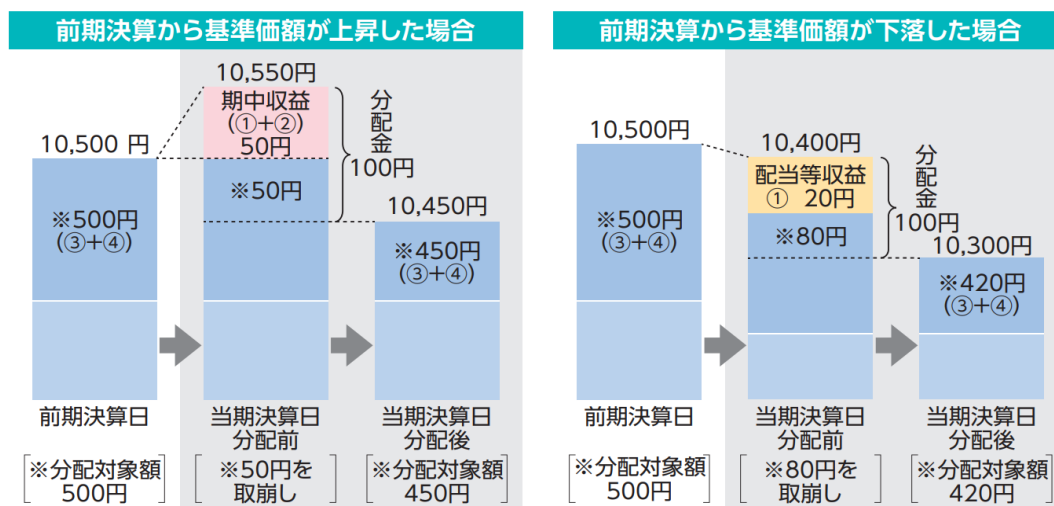 前期決算から基準価額が上昇した場合
10,550円
期中収益
(①+②)
50円
分配金
100円
10,500 円
※500円
(③+④)
※50円
10,450円
※450円
(③+④)
前期決算日
当期決算日
分配前
当期決算日
分配後
※分配対象額
500円
※50円を
取崩し
※分配対象額
450円
前期決算から基準価額が下落した場合
10,500円
10,400円
配当等収益
① 20円
分配金
100円
※500円
(③+④)
※80円
10,300円
※420円
(③+④)
前期決算日
当期決算日
分配前
当期決算日
分配後
※分配対象額
500円
※80円を
取崩し
※分配対象額
420円